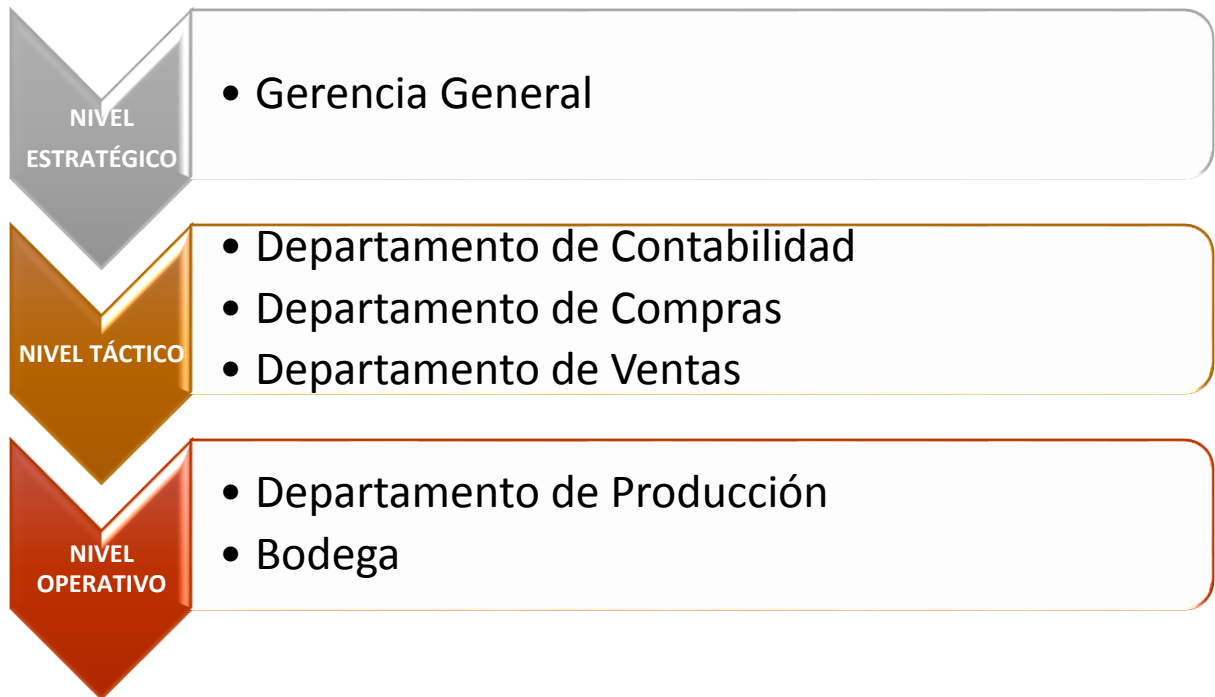 NIVEL
ESTRATÉGICO
• Gerencia General
NIVEL TÁCTICO
• Departamento de Contabilidad
• Departamento de Compras
• Departamento de Ventas
NIVEL
OPERATIVO
• Departamento de Producción
• Bodega